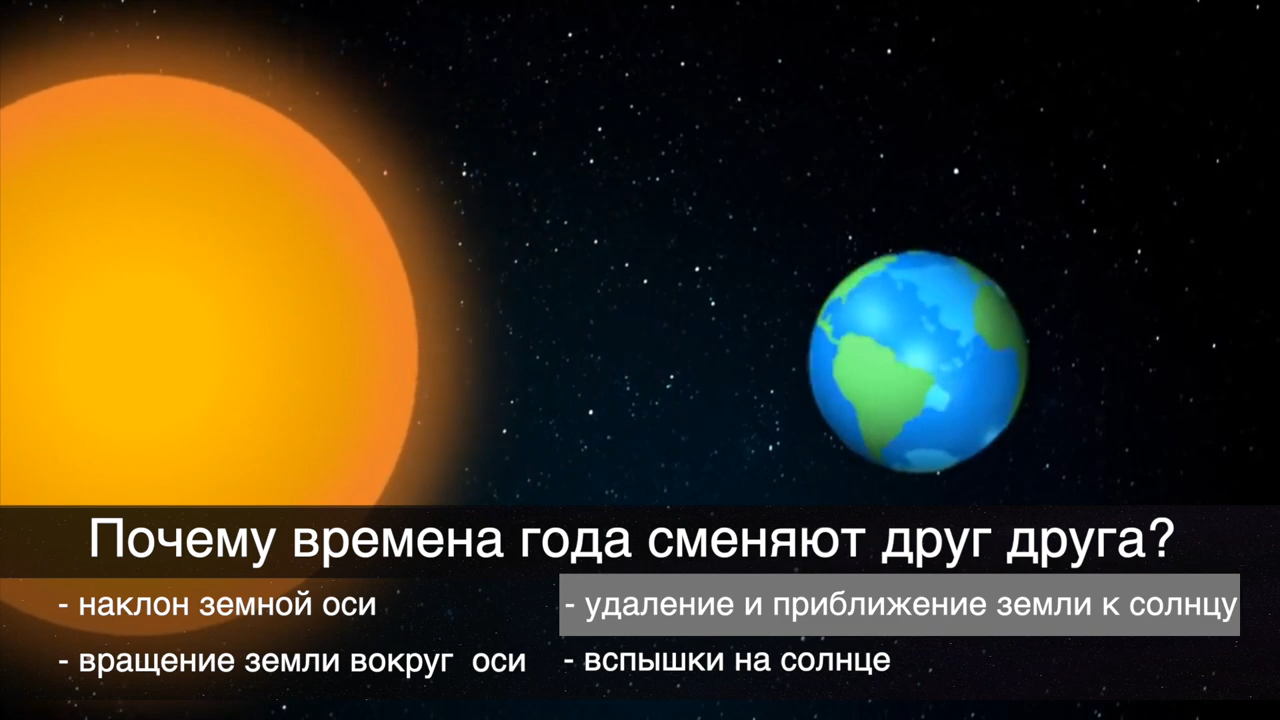 Почему времена года сменяют друг друга?
- наклон земной оси
- удаление и приближение земли к солнцу
- вращение земли вокруг  оси
- вспышки на солнце